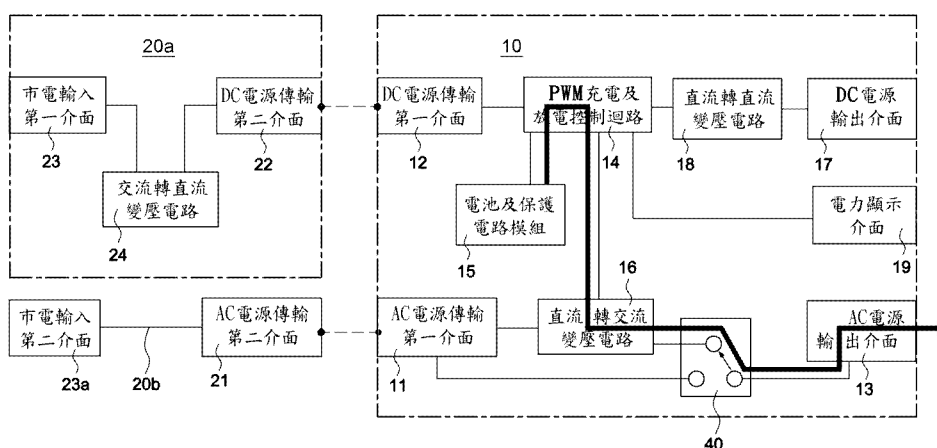 20a
市電輸入
第一介面
23
DC電源傳輸
第二介面
22
交流轉直流
變壓電路
24
市電輸入
第二介面
23a
20b
AC電源傳輸
第二介面
21
10
DC電源傳輸
第一介面
12
PWM充電及
放電控制迴路
14
直流轉直流
變壓電路
18
DC電源
輸出介面
17
電池及保護
電路模組
15
電力顯示
介面
19
16
AC電源傳輸
第一介面
11
直流轉交流
變壓電路
AC電源
輸出介面
13
40